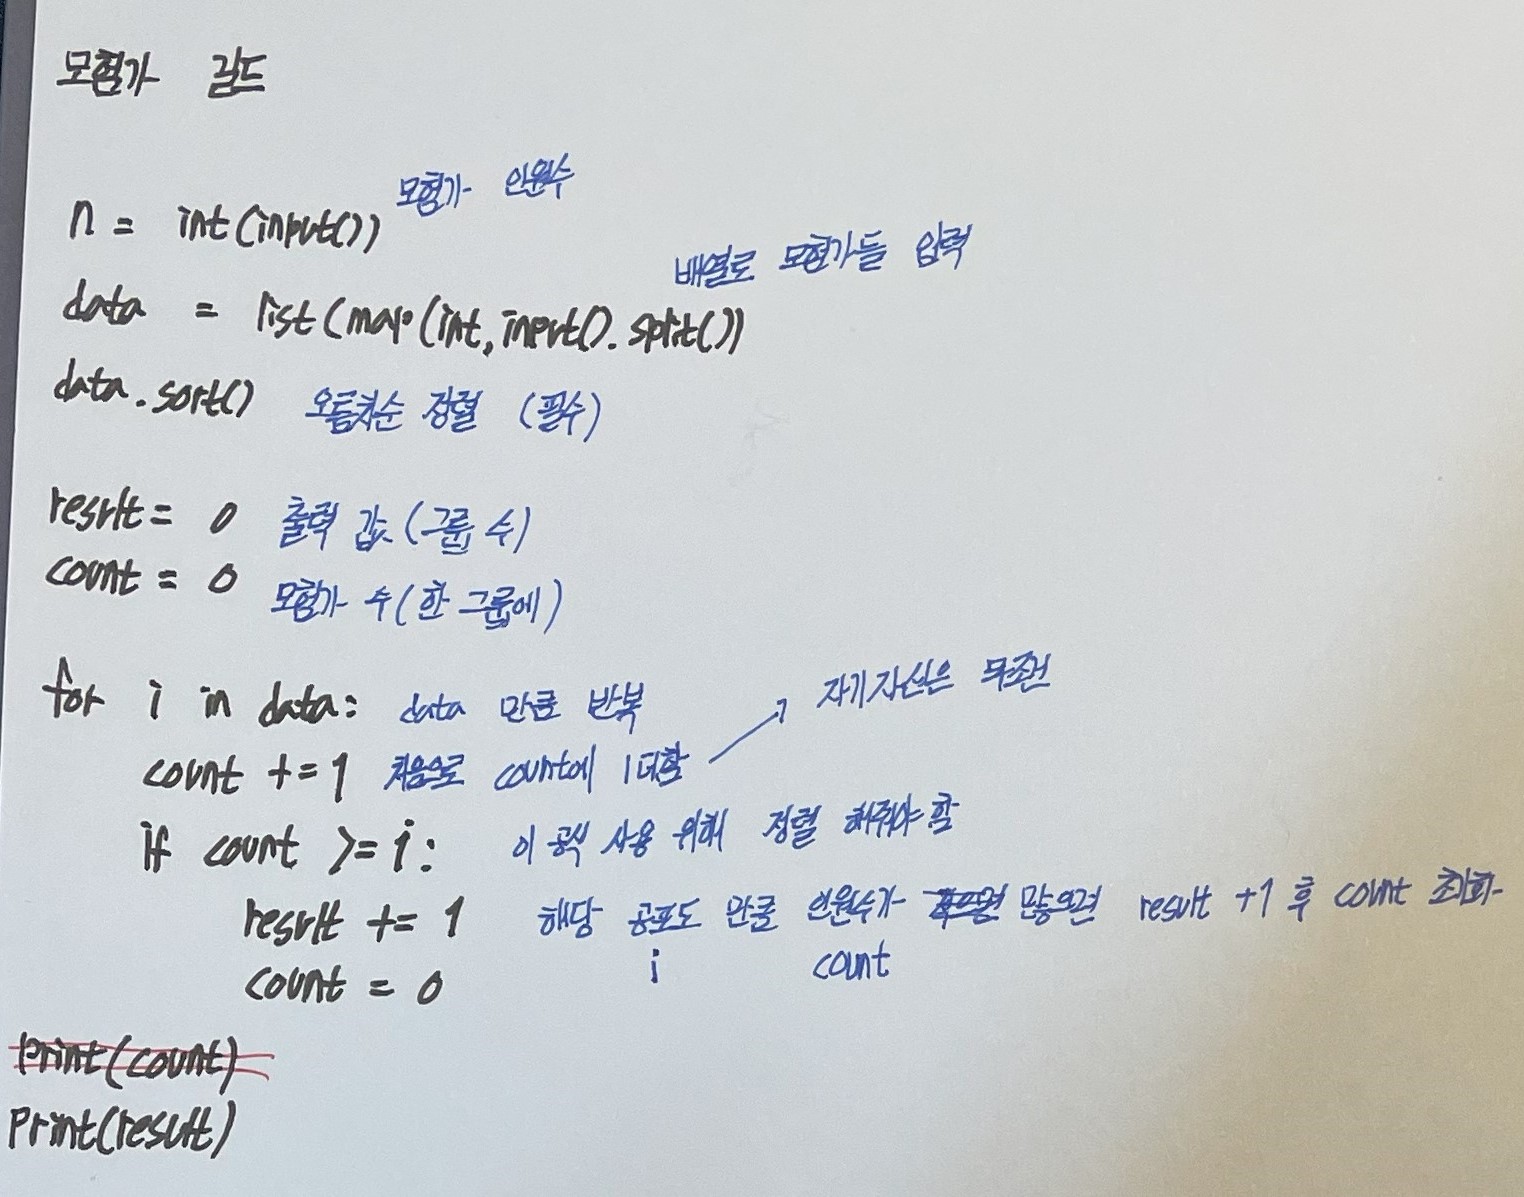 모험가 길드
모험가 인원수
n = int(input())
배열로 모험가들 입력
data = list(map(int, input().split())
data.sort() 오름차순 정렬 (필수)
result = 0 출력 값 (그룹 수)
count = 0 모험가 수 (한 그룹에)
for i in data: data 만큼 반복 자기자신은 무조건
count += 1 처음으로 count에 1더함
if count >= i: 이 공식 사용 위해 정렬 해줘야 함
result += 1 해당 공포도 만큼 인원수가 많으면 result +1 후 count 초기화
i count
count = 0
print(count)
print(result)